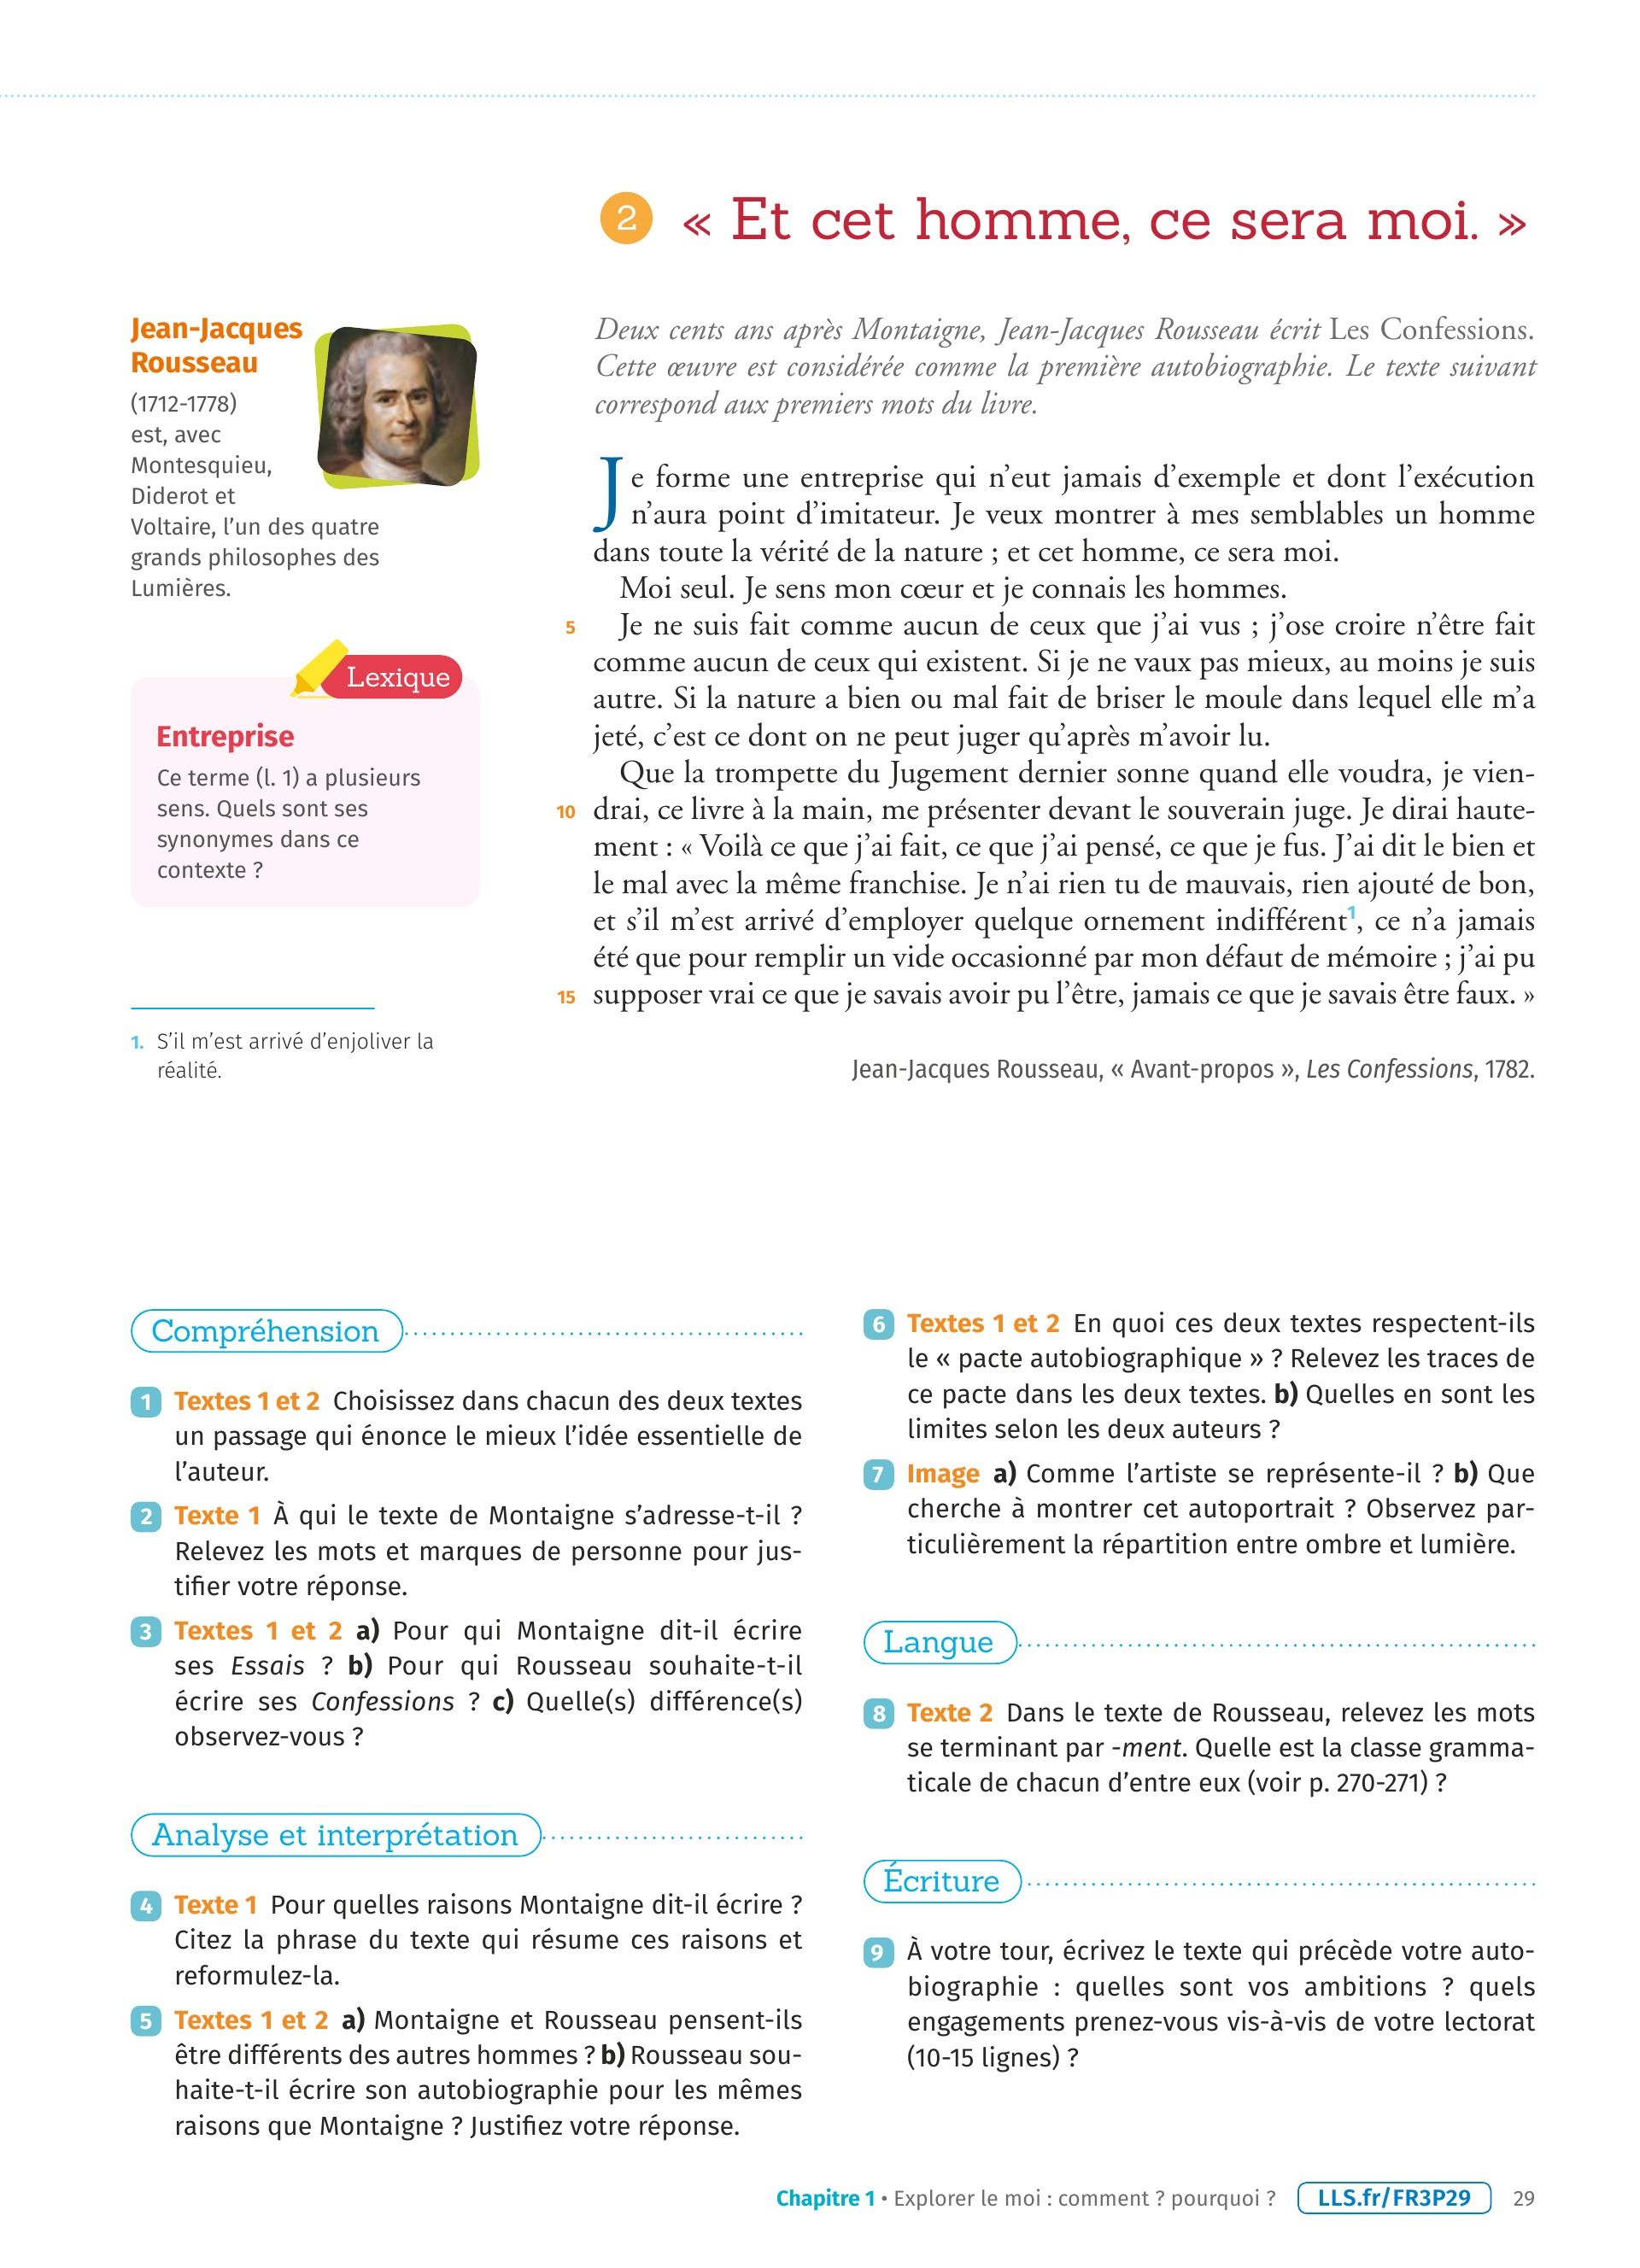 2 « Et cet homme, ce sera moi. »
Jean-Jacques
Rousseau
(1712-1778)
est, avec
Montesquieu,
Diderot et
Voltaire, l’un des quatre
grands philosophes des
Lumières.
Lexique
Entreprise
Ce terme (l. 1) a plusieurs
sens. Quels sont ses
synonymes dans ce
contexte ?
1. S’il m’est arrivé d’enjoliver la
réalité.
Deux cents ans après Montaigne, Jean-Jacques Rousseau écrit Les Confessions.
Cette œuvre est considérée comme la première autobiographie. Le texte suivant
correspond aux premiers mots du livre.
Je forme une entreprise qui n’eut jamais d’exemple et dont l’exécution
n’aura point d’imitateur. Je veux montrer à mes semblables un homme
dans toute la vérité de la nature ; et cet homme, ce sera moi.
Moi seul. Je sens mon cœur et je connais les hommes.
5 Je ne suis fait comme aucun de ceux que j’ai vus ; j’ose croire n’être fait
comme aucun de ceux qui existent. Si je ne vaux pas mieux, au moins je suis
autre. Si la nature a bien ou mal fait de briser le moule dans lequel elle m’a
jeté, c’est ce dont on ne peut juger qu’après m’avoir lu.
Que la trompette du Jugement dernier sonne quand elle voudra, je vien-
10 drai, ce livre à la main, me présenter devant le souverain juge. Je dirai haute-
ment : « Voilà ce que j’ai fait, ce que j’ai pensé, ce que je fus. J’ai dit le bien et
le mal avec la même franchise. Je n’ai rien tu de mauvais, rien ajouté de bon,
et s’il m’est arrivé d’employer quelque ornement indifférent1, ce n’a jamais
été que pour remplir un vide occasionné par mon défaut de mémoire ; j’ai pu
15 supposer vrai ce que je savais avoir pu l’être, jamais ce que je savais être faux. »
Jean-Jacques Rousseau, « Avant-propos », Les Confessions, 1782.
Compréhension
1 Textes 1 et 2 Choisissez dans chacun des deux textes
un passage qui énonce le mieux l’idée essentielle de
l’auteur.
2 Texte 1 À qui le texte de Montaigne s’adresse-t-il ?
Relevez les mots et marques de personne pour jus-
tifier votre réponse.
3 Textes 1 et 2 a) Pour qui Montaigne dit-il écrire
ses Essais ? b) Pour qui Rousseau souhaite-t-il
écrire ses Confessions ? c) Quelle(s) différence(s)
observez-vous ?
Analyse et interprétation
4 Texte 1 Pour quelles raisons Montaigne dit-il écrire ?
Citez la phrase du texte qui résume ces raisons et
reformulez-la.
5 Textes 1 et 2 a) Montaigne et Rousseau pensent-ils
être différents des autres hommes ? b) Rousseau sou-
haite-t-il écrire son autobiographie pour les mêmes
raisons que Montaigne ? Justifiez votre réponse.
6 Textes 1 et 2 En quoi ces deux textes respectent-ils
le « pacte autobiographique » ? Relevez les traces de
ce pacte dans les deux textes. b) Quelles en sont les
limites selon les deux auteurs ?
7 Image a) Comme l’artiste se représente-il ? b) Que
cherche à montrer cet autoportrait ? Observez par-
ticulièrement la répartition entre ombre et lumière.
Langue
8 Texte 2 Dans le texte de Rousseau, relevez les mots
se terminant par -ment. Quelle est la classe gramma-
ticale de chacun d’entre eux (voir p. 270-271) ?
Écriture
9 À votre tour, écrivez le texte qui précède votre auto-
biographie : quelles sont vos ambitions ? quels
engagements prenez-vous vis-à-vis de votre lectorat
(10-15 lignes) ?
Chapitre 1 • Explorer le moi : comment ? pourquoi ? LLS.fr/FR3P29 29